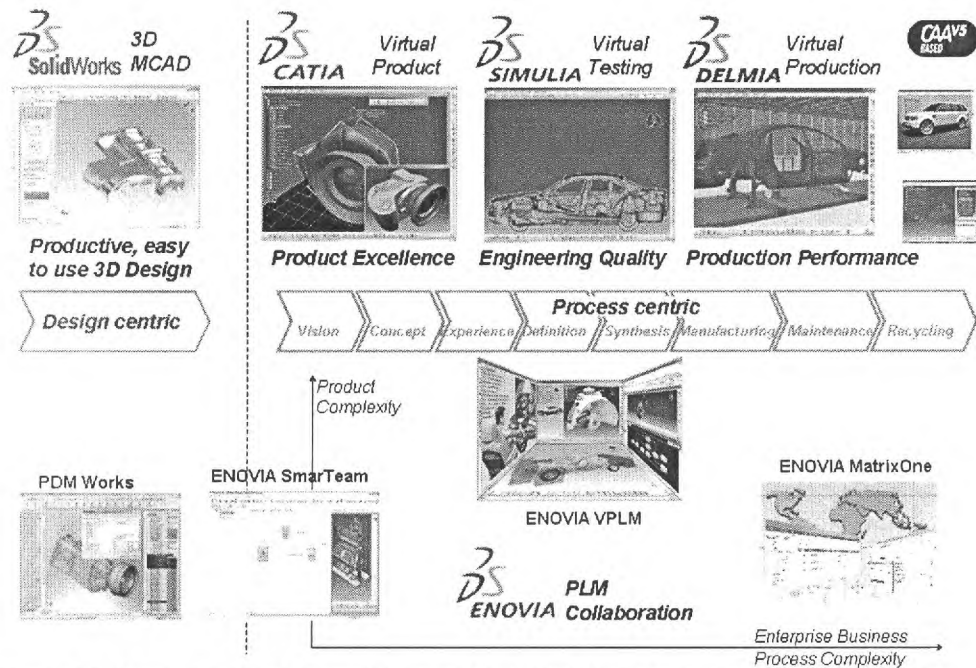 3D
MCAD
SolidWorks
Virtual
Product
CATIA
Virtual
Testing
SIMULIA
Virtual
Production
DELMIA
CAAV5
BASED
Productive, easy
to use 3D Design
Product Excellence
Engineering Quality
Production Performance
Design centric
Process centric
Vision
Concept
Experience
Definition
Synthesis
Manufacturing
Maintenance
Recycling
Product
Complexity
PDM Works
ENOVIA SmarTeam
ENOVIA VPLM
ENOVIA MatrixOne
PLM
Collaboration
ENOVIA
Enterprise Business
Process Complexity